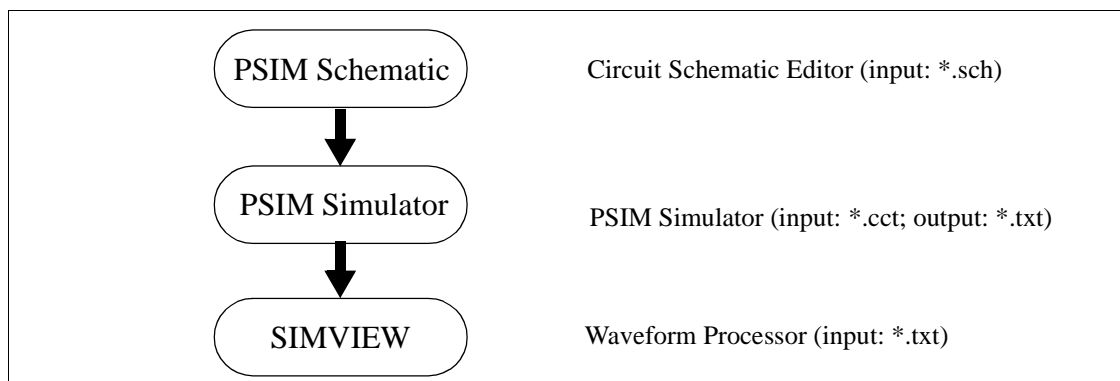 PSIM Schematic
Circuit Schematic Editor (input: *.sch)
PSIM Simulator
PSIM Simulator (input: *.cct; output: *.txt)
SIMVIEW
Waveform Processor (input: *.txt)